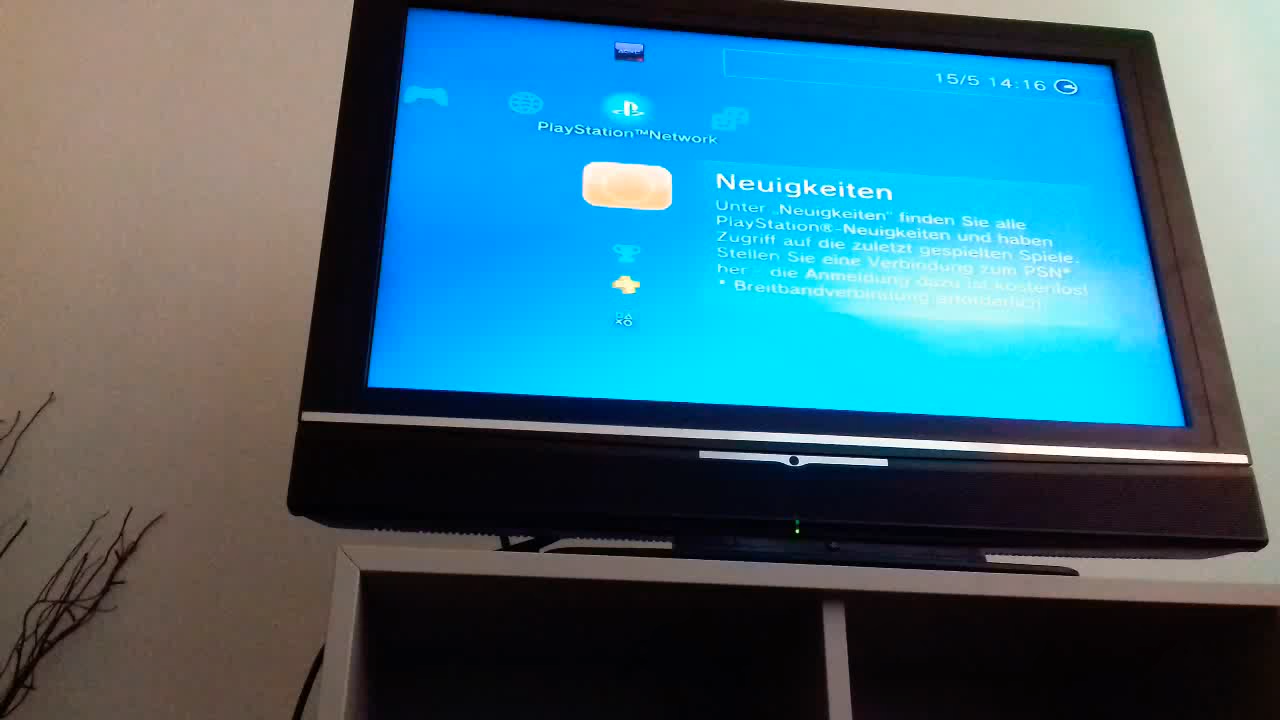 15/5 14:16
PlayStation™Network
Neuigkeiten
Unter „Neuigkeiten“ finden Sie alle
PlayStation®-Neuigkeiten und haben
Zugriff auf die zuletzt gespielten Spiele.
Stellen Sie eine Verbindung zum PSN*
her – die Anmeldung dazu ist kostenlos!
* Breitbandverbindung erforderlich